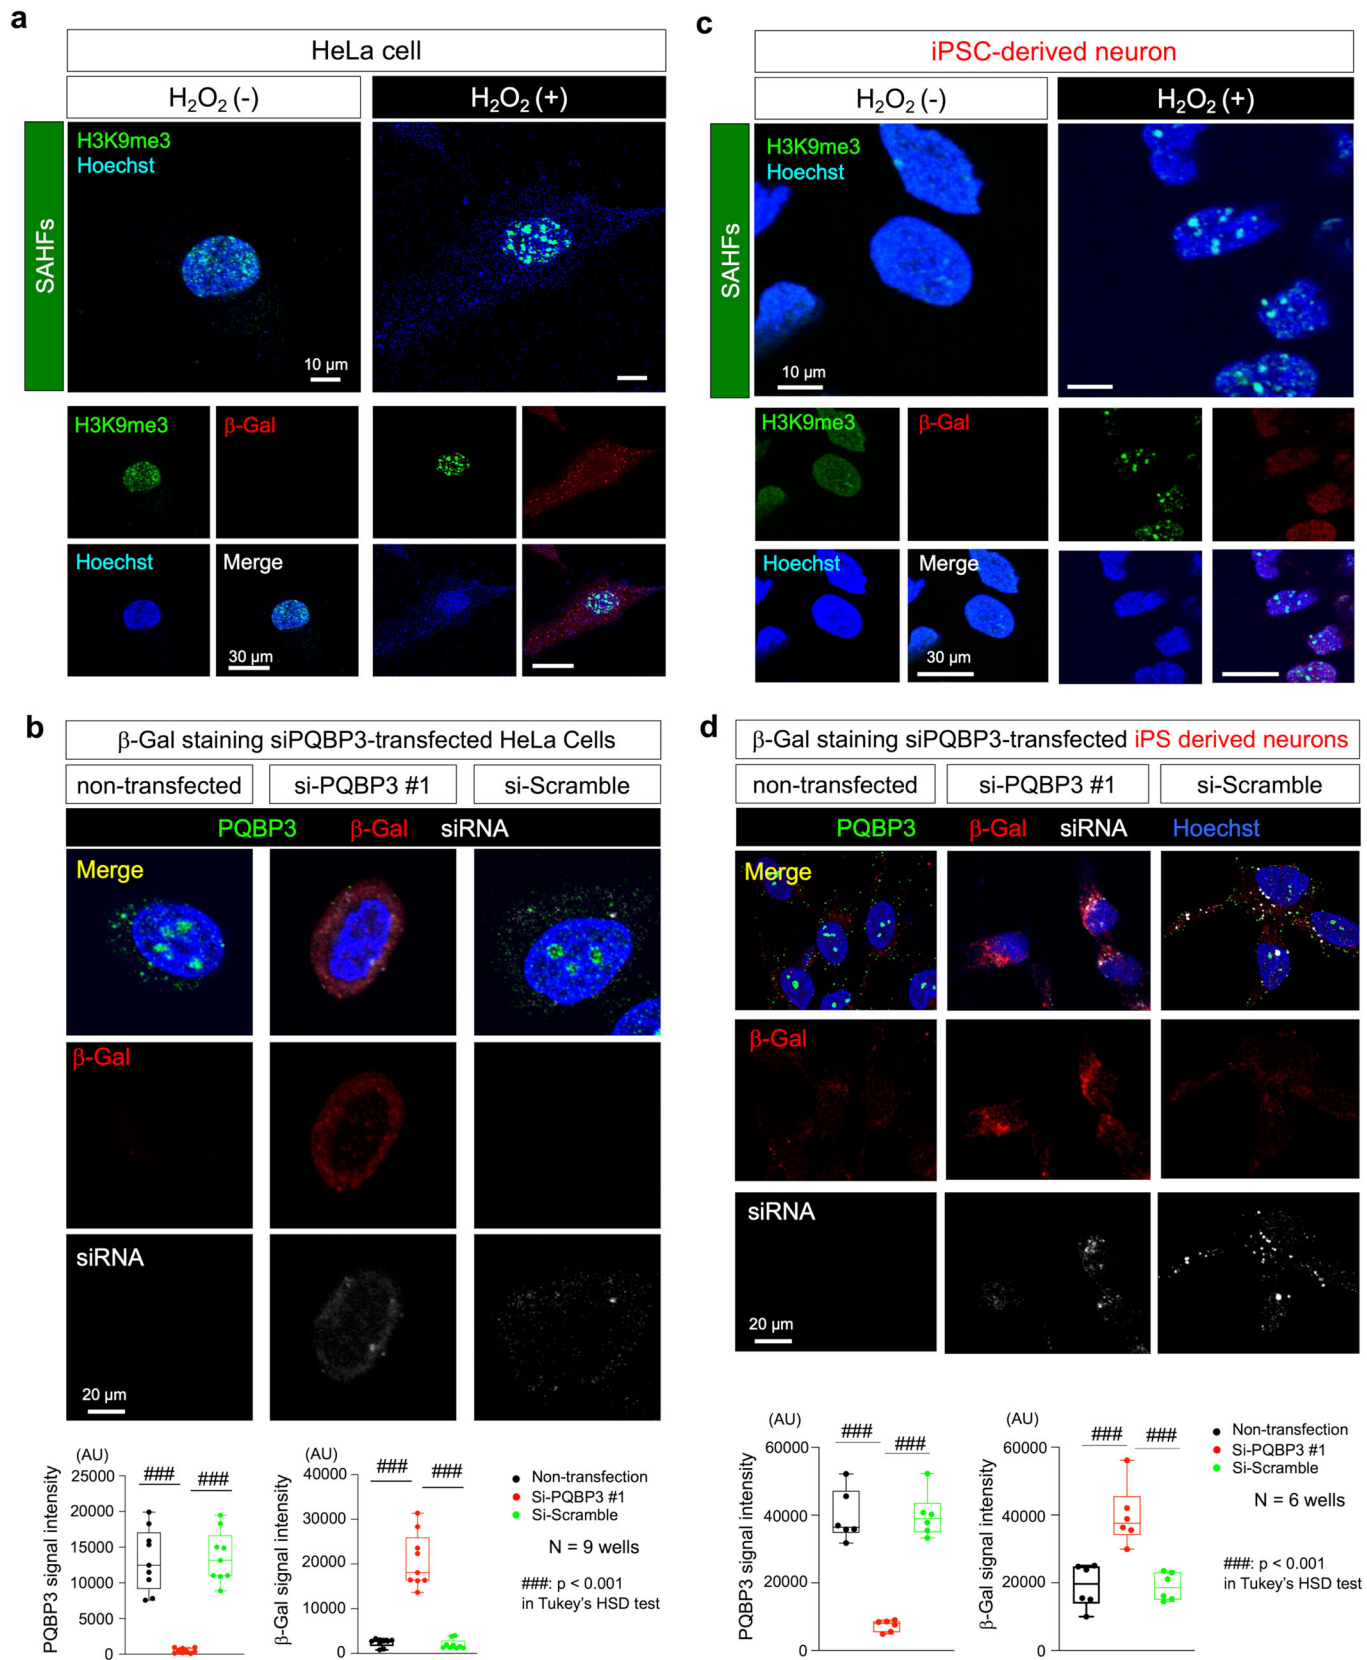 a
HeLa cell
H₂O₂ (-)
H₂O₂ (+)
SAHFs
H3K9me3
Hoechst
10 µm
H3K9me3
β-Gal
Hoechst
Merge
30 µm
c
iPSC-derived neuron
H₂O₂ (-)
H₂O₂ (+)
SAHFs
H3K9me3
Hoechst
10 µm
H3K9me3
β-Gal
Hoechst
Merge
30 µm
b
β-Gal staining siPQBP3-transfected HeLa Cells
non-transfected
si-PQBP3 #1
si-Scramble
PQBP3 β-Gal siRNA
Merge
β-Gal
siRNA
20 µm
(AU)
PQBP3 signal intensity
25000
20000
15000
10000
5000
0
###
###
(AU)
β-Gal signal intensity
40000
30000
20000
10000
0
###
###
Non-transfection
Si-PQBP3 #1
Si-Scramble
N = 9 wells
###: p < 0.001
in Tukey's HSD test
d
β-Gal staining siPQBP3-transfected iPS derived neurons
non-transfected
si-PQBP3 #1
si-Scramble
PQBP3 β-Gal siRNA Hoechst
Merge
β-Gal
siRNA
20 µm
(AU)
PQBP3 signal intensity
60000
40000
20000
0
###
###
(AU)
β-Gal signal intensity
60000
40000
20000
0
###
###
Non-transfection
Si-PQBP3 #1
Si-Scramble
N = 6 wells
###: p < 0.001
in Tukey's HSD test